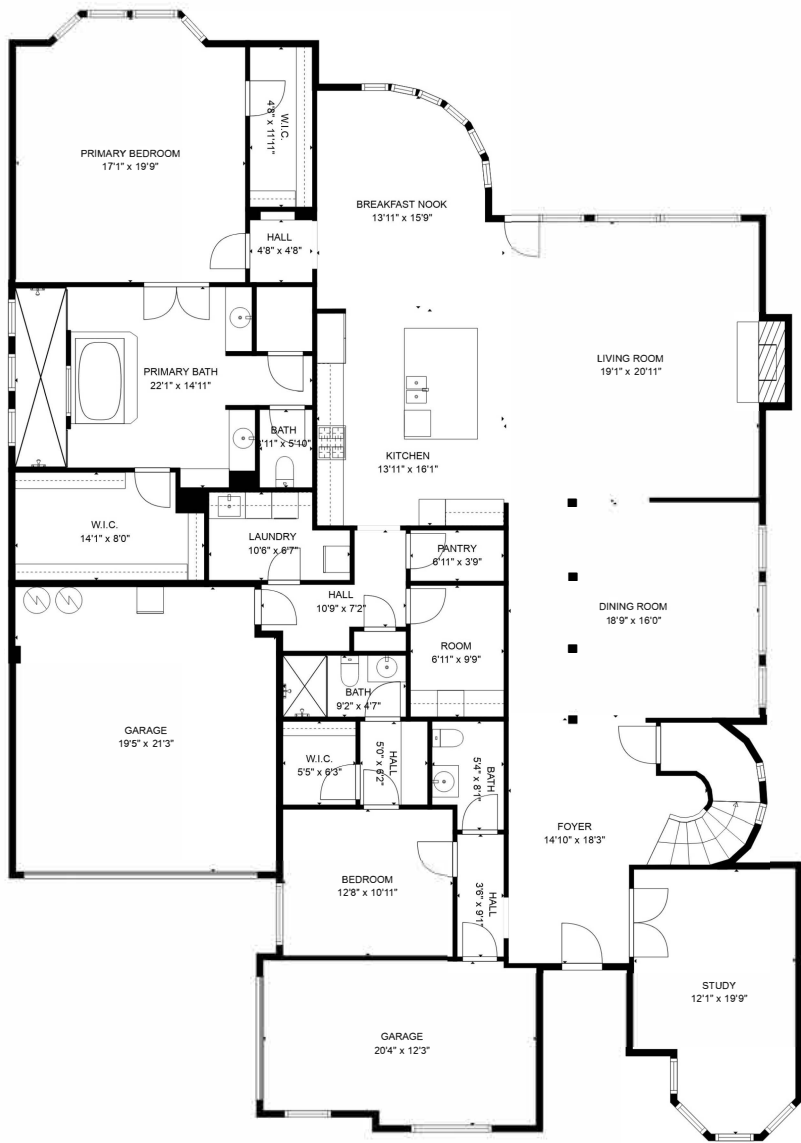 W.I.C.
4'8" x 11'11"
PRIMARY BEDROOM
17'1" x 19'9"
BREAKFAST NOOK
13'11" x 15'9"
HALL
4'8" x 4'8"
LIVING ROOM
19'1" x 20'11"
PRIMARY BATH
22'1" x 14'11"
BATH
5'10"
KITCHEN
13'11" x 16'1"
W.I.C.
14'1" x 8'0"
LAUNDRY
10'6" x 6'7"
PANTRY
6'11" x 3'9"
HALL
10'9" x 7'2"
DINING ROOM
18'9" x 16'0"
ROOM
6'11" x 9'9"
BATH
9'2" x 4'7"
GARAGE
19'5" x 21'3"
W.I.C.
5'5" x 6'3"
HALL
5'0" x 6'2"
BATH
5'4" x 8'1"
FOYER
14'10" x 18'3"
BEDROOM
12'8" x 10'11"
HALL
3'6" x 9'1"
STUDY
12'1" x 19'9"
GARAGE
20'4" x 12'3"